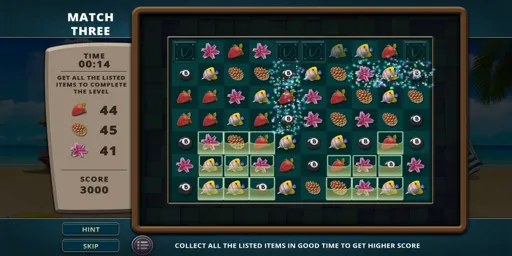 MATCH
THREE
TIME
00:14
GET ALL THE LISTED
ITEMS TO COMPLETE
THE LEVEL
44
45
41
SCORE
3000
HINT
SKIP
COLLECT ALL THE LISTED ITEMS IN GOOD TIME TO GET HIGHER SCORE